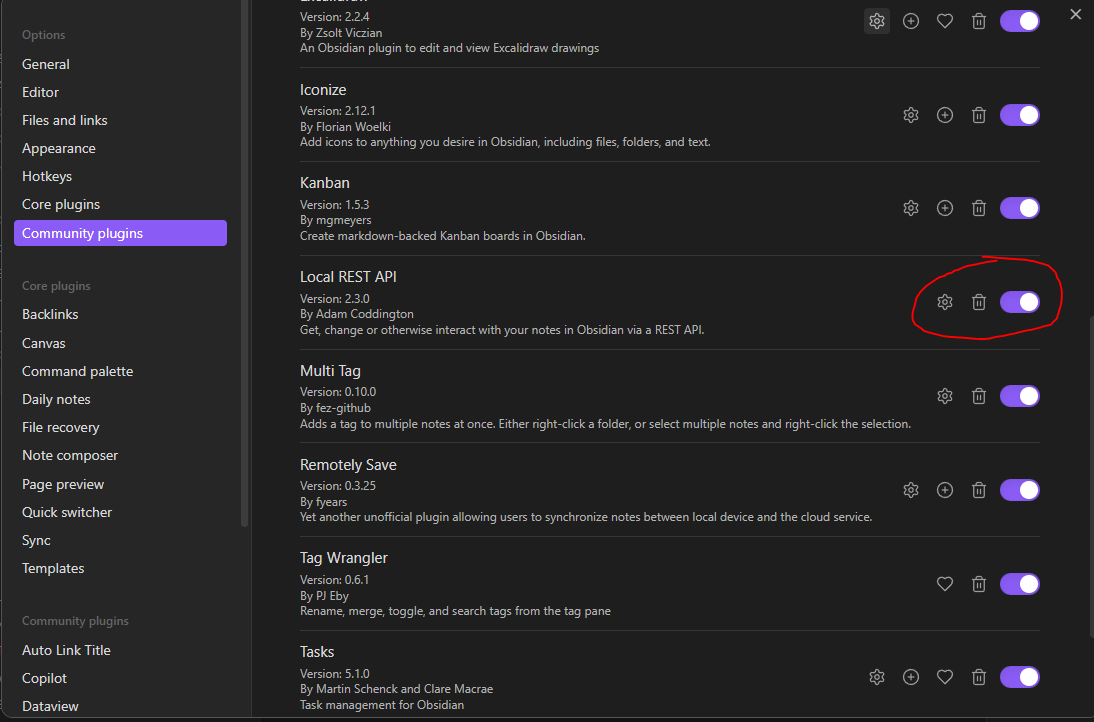 Options
General
Editor
Files and links
Appearance
Hotkeys
Core plugins
Community plugins
Core plugins
Backlinks
Canvas
Command palette
Daily notes
File recovery
Note composer
Page preview
Quick switcher
Sync
Templates
Community plugins
Auto Link Title
Copilot
Dataview
Version: 2.2.4
By Zsolt Viczian
An Obsidian plugin to edit and view Excalidraw drawings
Iconize
Version: 2.12.1
By Florian Woelki
Add icons to anything you desire in Obsidian, including files, folders, and text.
Kanban
Version: 1.5.3
By mgmeyers
Create markdown-backed Kanban boards in Obsidian.
Local REST API
Version: 2.3.0
By Adam Coddington
Get, change or otherwise interact with your notes in Obsidian via a REST API.
Multi Tag
Version: 0.10.0
By fez-github
Adds a tag to multiple notes at once. Either right-click a folder, or select multiple notes and right-click the selection.
Remotely Save
Version: 0.3.25
By fyears
Yet another unofficial plugin allowing users to synchronize notes between local device and the cloud service.
Tag Wrangler
Version: 0.6.1
By PJ Eby
Rename, merge, toggle, and search tags from the tag pane
Tasks
Version: 5.1.0
By Martin Schenck and Clare Macrae
Task management for Obsidian